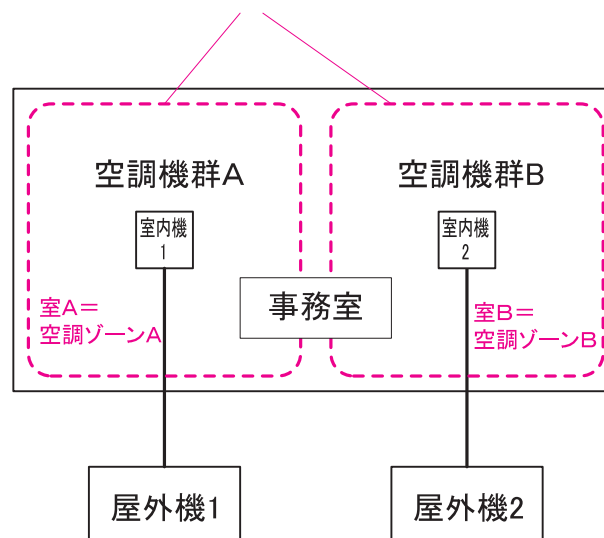 空調機群A
空調機群B
室内機
1
室内機
2
室A=
空調ゾーンA
事務室
室B=
空調ゾーンB
屋外機1
屋外機2